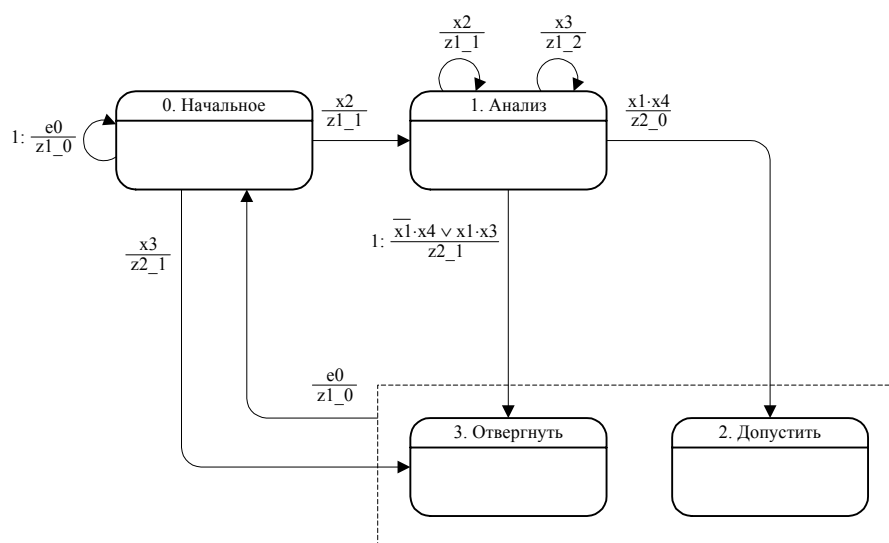 x2
z1_1
x3
z1_2
0. Начальное
1. Анализ
1: e0
z1_0
x2
z1_1
x1·x4
z2_0
x3
z2_1
1: x̅1̅·x4 ∨ x1·x3
z2_1
e0
z1_0
3. Отвергнуть
2. Допустить